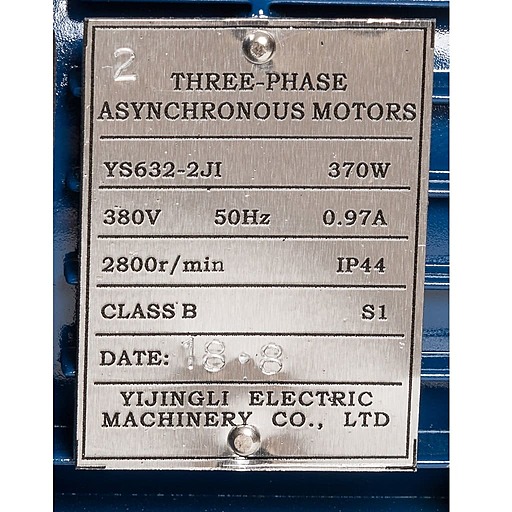 2
THREE-PHASE
ASYNCHRONOUS MOTORS
YS632-2JI 370W
380V 50Hz 0.97A
2800r/min IP44
CLASS B S1
DATE: 18·8
YIJINGLI ELECTRIC
MACHINERY CO., LTD